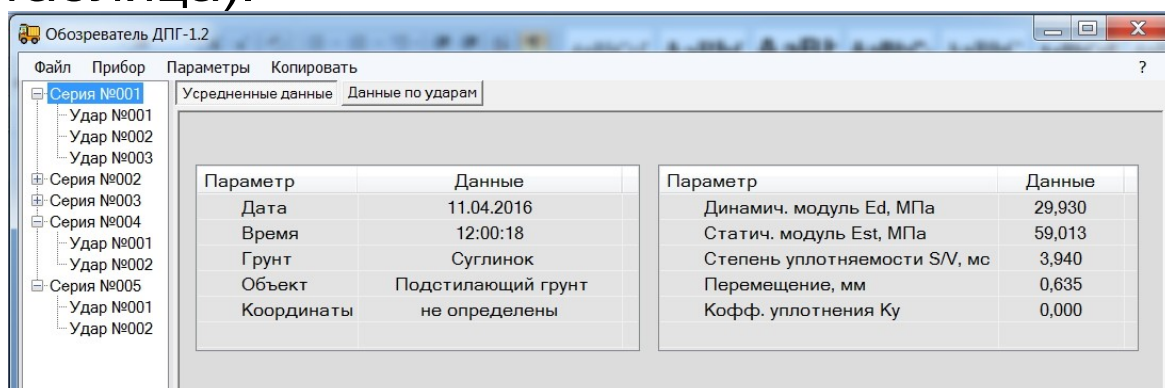 таблица).
Обозреватель ДПГ-1.2
Файл Прибор Параметры Копировать ?
Серия №001
Удар №001
Удар №002
Удар №003
Серия №002
Серия №003
Серия №004
Удар №001
Удар №002
Серия №005
Удар №001
Удар №002
Усредненные данные Данные по ударам
Параметр Данные
Дата 11.04.2016
Время 12:00:18
Грунт Суглинок
Объект Подстилающий грунт
Координаты не определены
Параметр Данные
Динамич. модуль Ed, МПа 29,930
Статич. модуль Est, МПа 59,013
Степень уплотняемости S/V, мс 3,940
Перемещение, мм 0,635
Кофф. уплотнения Ку 0,000